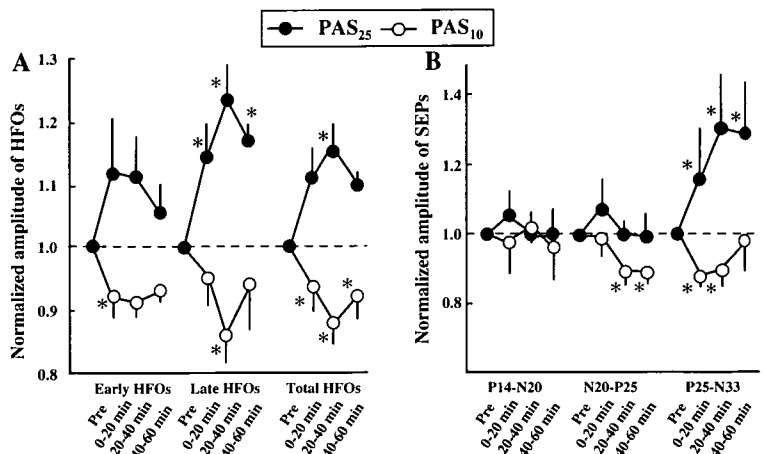 PAS25 PAS10
A
B
Normalized amplitude of HFOs
1.3
1.2
1.1
1.0
0.9
0.8
* * * * * * * * *
Early HFOs Late HFOs Total HFOs
Pre 0-20 min 20-40 min 40-60 min
Pre 0-20 min 20-40 min 40-60 min
Pre 0-20 min 20-40 min 40-60 min
Normalized amplitude of SEPs
1.4
1.2
1.0
0.8
* * * * * * *
P14-N20 N20-P25 P25-N33
Pre 0-20 min 20-40 min 40-60 min
Pre 0-20 min 20-40 min 40-60 min
Pre 0-20 min 20-40 min 40-60 min